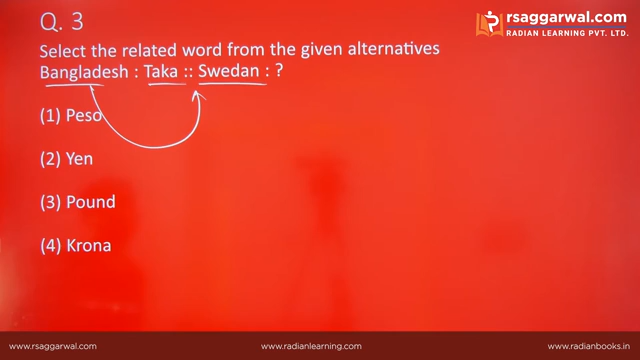 Q. 3
rsaggarwal.com
RADIAN LEARNING PVT. LTD.
Select the related word from the given alternatives
Bangladesh : Taka :: Swedan : ?
(1) Peso
(2) Yen
(3) Pound
(4) Krona
www.rsaggarwal.com
www.radianlearning.com
www.radianbooks.in